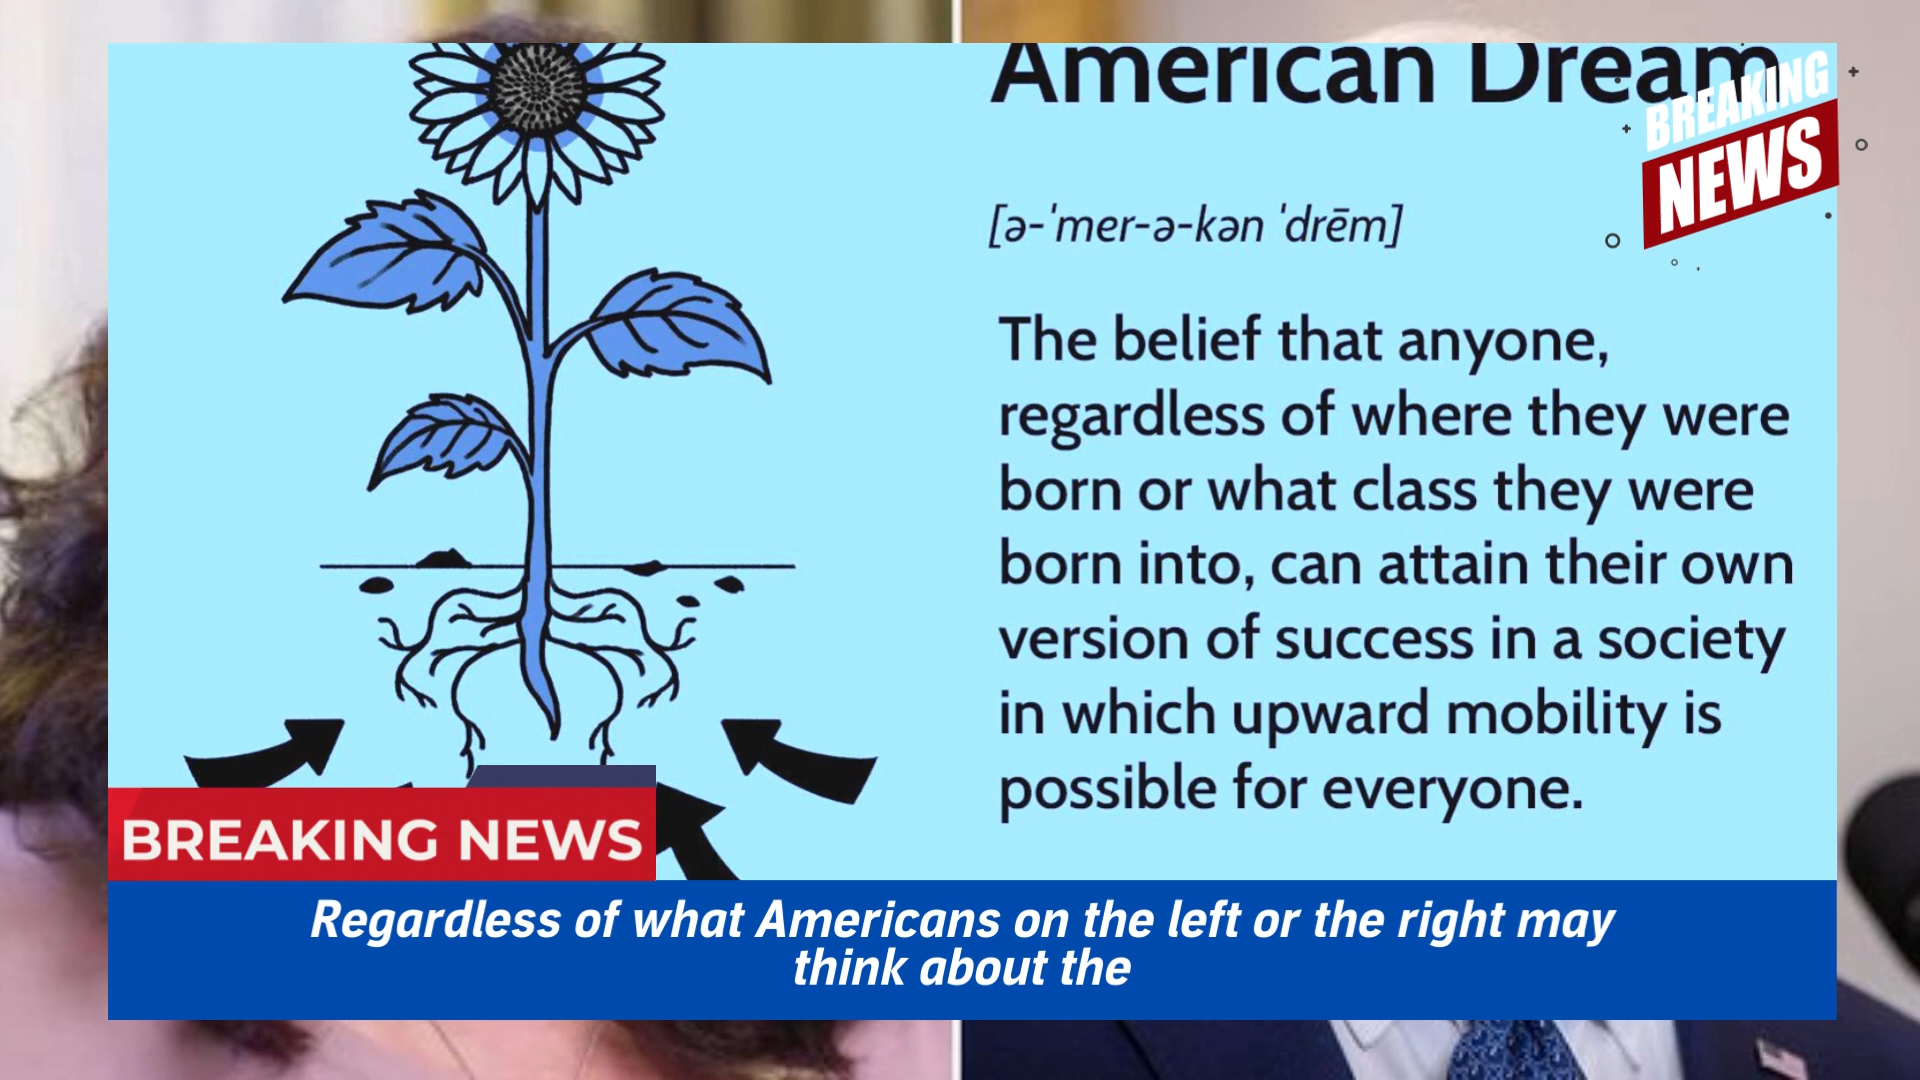 American Dream
BREAKING
NEWS
[ə-ˈmer-ə-kən ˈdrēm]
The belief that anyone,
regardless of where they were
born or what class they were
born into, can attain their own
version of success in a society
in which upward mobility is
possible for everyone.
BREAKING NEWS
Regardless of what Americans on the left or the right may
think about the